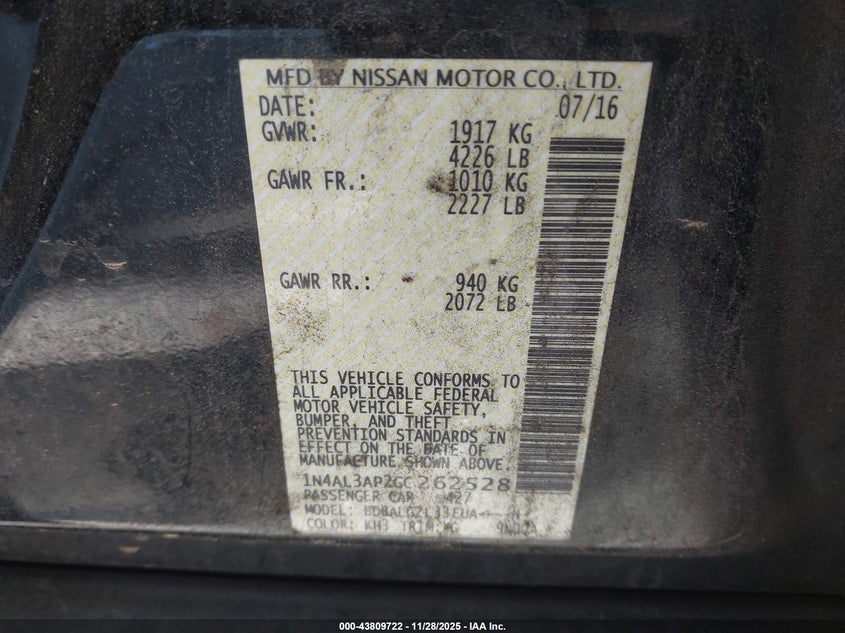 MFD BY NISSAN MOTOR CO., LTD.
DATE: 07/16
GVWR: 1917 KG
4226 LB
GAWR FR.: 1010 KG
2227 LB
GAWR RR.: 940 KG
2072 LB
THIS VEHICLE CONFORMS TO
ALL APPLICABLE FEDERAL
MOTOR VEHICLE SAFETY,
BUMPER, AND THEFT
PREVENTION STANDARDS IN
EFFECT ON THE DATE OF
MANUFACTURE SHOWN ABOVE.
1N4AL3AP2GC262528
PASSENGER CAR 427
MODEL:
COLOR: KH3 TRIM:
000-43809722 - 11/28/2025 - IAA Inc.